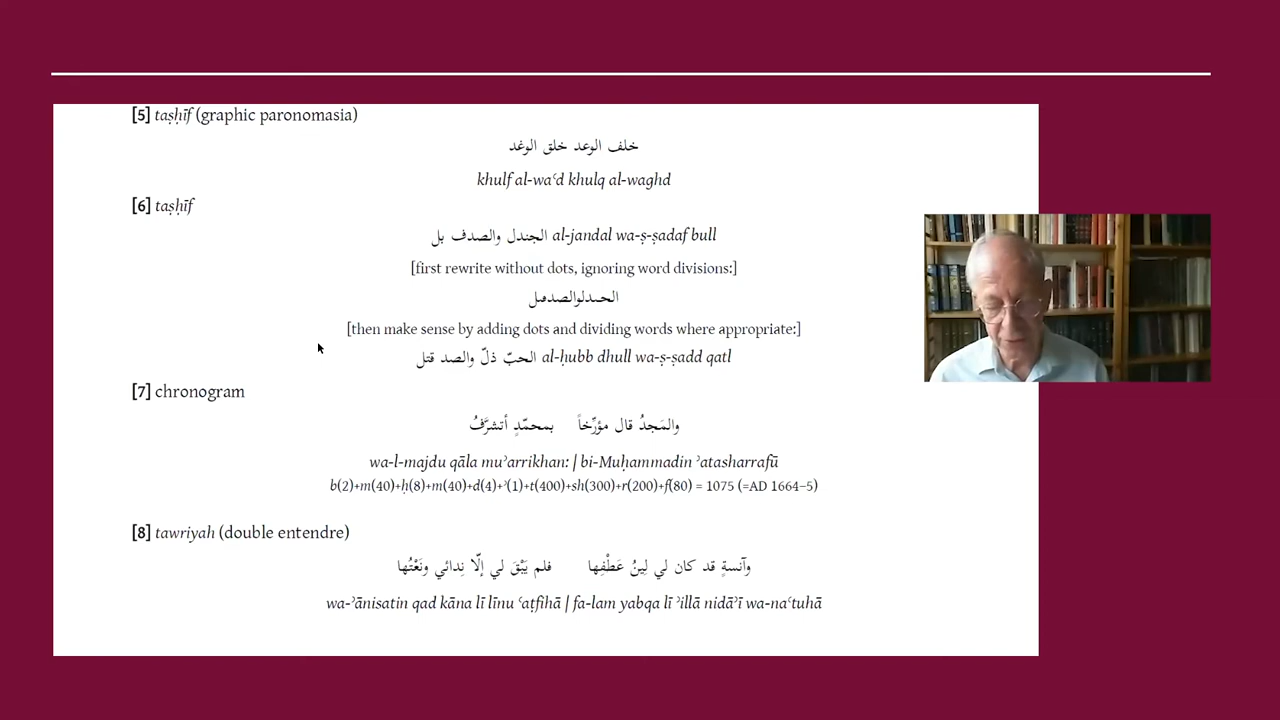 [5] taṣḥīf (graphic paronomasia)
خلف الوعد خلق الوغد
khulf al-waʿd khulq al-waghd
[6] taṣḥīf
الجندل والصدف بل al-jandal wa-ṣ-ṣadaf bull
[first rewrite without dots, ignoring word divisions:]
[then make sense by adding dots and dividing words where appropriate:]
الحبّ ذلّ والصد قتل al-ḥubb dhull wa-ṣ-ṣadd qatl
[7] chronogram
والمَجدُ قال مؤرِّخاً بمحمّدٍ أتشرَّفُ
wa-l-majdu qāla muʾarrikhan: | bi-Muḥammadin ʾatasharrafū
b(2)+m(40)+ḥ(8)+m(40)+d(4)+ʾ(1)+t(400)+sh(300)+r(200)+f(80) = 1075 (=AD 1664–5)
[8] tawriyah (double entendre)
وآنسةٍ قد كان لي لِينُ عَطْفِها فلم يَبْقَ لي إلّا نِدائي ونَعْتُها
wa-ʾānisatin qad kāna lī līnu ʿaṭfihā | fa-lam yabqa lī ʾillā nidāʾī wa-naʿtuhā